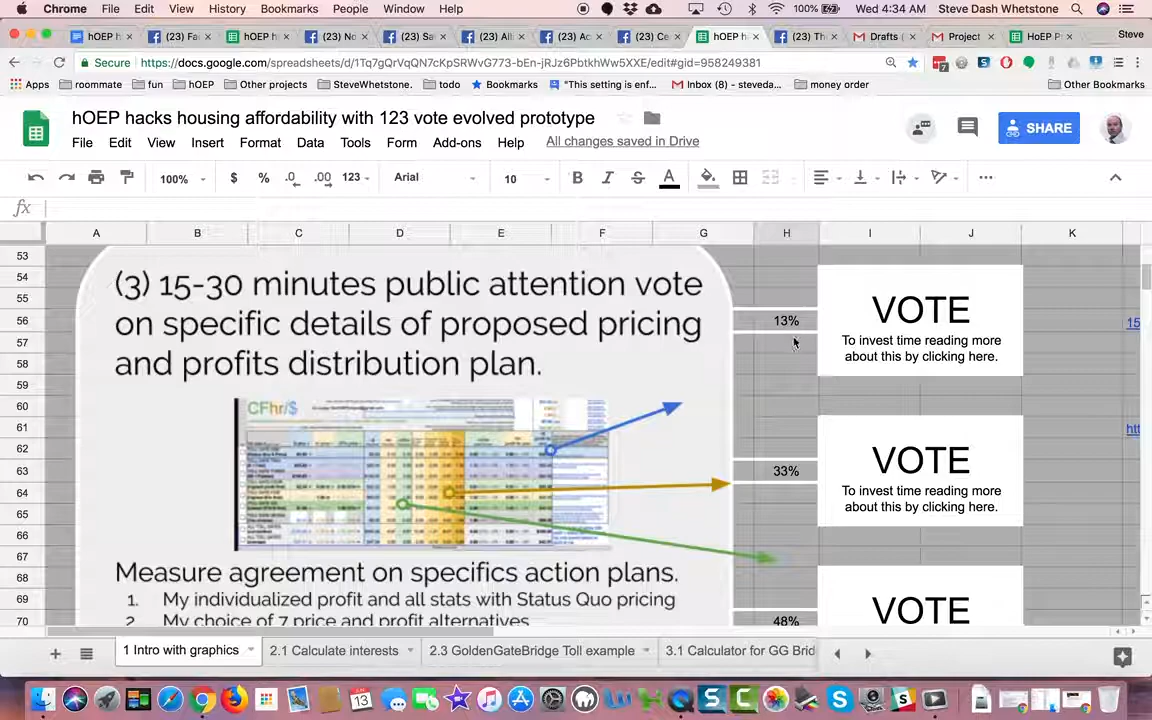 Chrome File Edit View History Bookmarks People Window Help 100% Wed 4:34 AM Steve Dash Whetstone
hOEP h (23) Fa hOEP h (23) No (23) Sa (23) Alb (23) Ac (23) Ce hOEP h (23) Th Drafts ( Project HoEP P Steve
Secure https://docs.google.com/spreadsheets/d/1Tq7gQrVqQN7cKpSRWvG773-bEn-jRJz6PbtkhWw5XXE/edit#gid=958249381
Apps roommate fun hOEP Other projects SteveWhetstone. todo Bookmarks "This setting is enf... Inbox (8) - steveda... money order Other Bookmarks
hOEP hacks housing affordability with 123 vote evolved prototype
SHARE
File Edit View Insert Format Data Tools Form Add-ons Help All changes saved in Drive
100% $ % .0 .00 123 Arial 10 B I S A
fx
A B C D E F G H I J K
53
54
55
56
57
58
59
60
61
62
63
64
65
66
67
68
69
70
(3) 15-30 minutes public attention vote
on specific details of proposed pricing
and profits distribution plan.
CFhr/$
Measure agreement on specifics action plans.
1. My individualized profit and all stats with Status Quo pricing
2. My choice of 7 price and profit alternatives
13%
33%
48%
VOTE
To invest time reading more
about this by clicking here.
VOTE
To invest time reading more
about this by clicking here.
VOTE
15
htt
1 Intro with graphics 2.1 Calculate interests 2.3 GoldenGateBridge Toll example 3.1 Calculator for GG Brid